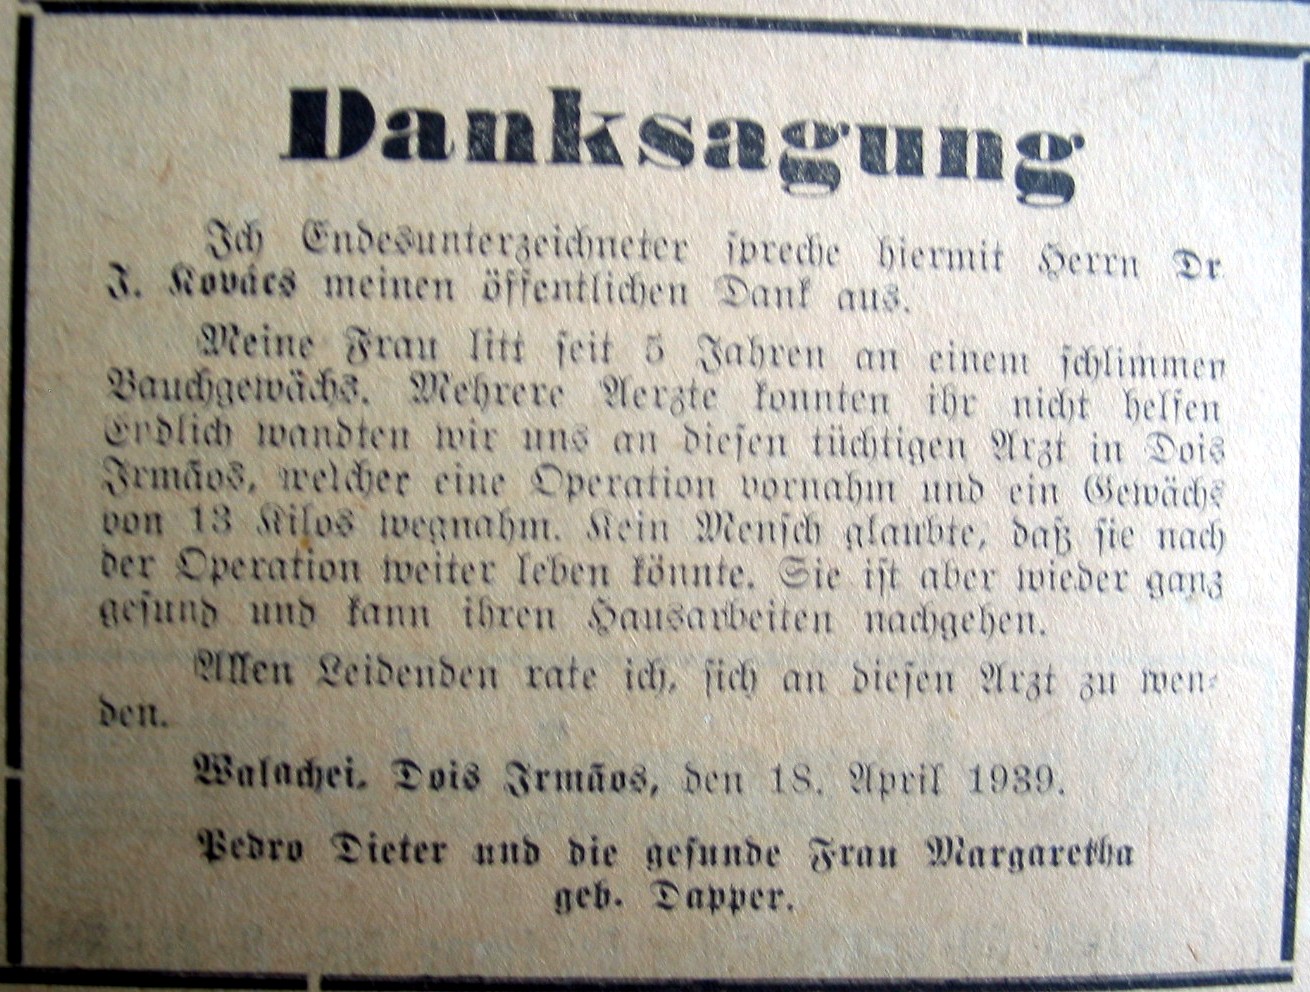 Danksagung
Ich Endesunterzeichneter spreche hiermit Herrn Dr
J. Kovács meinen öffentlichen Dank aus.
Meine Frau litt seit 5 Jahren an einem schlimmen
Bauchgewächs. Mehrere Aerzte konnten ihr nicht helfen
Endlich wandten wir uns an diesen tüchtigen Arzt in Dois
Irmãos, welcher eine Operation vornahm und ein Gewächs
von 13 Kilos wegnahm. Kein Mensch glaubte, daß sie nach
der Operation weiter leben könnte. Sie ist aber wieder ganz
gesund und kann ihren Hausarbeiten nachgehen.
Allen Leidenden rate ich, sich an diesen Arzt zu wen-
den.
Walachei, Dois Irmãos, den 18. April 1939.
Pedro Dieter und die gesunde Frau Margaretha
geb. Dapper.